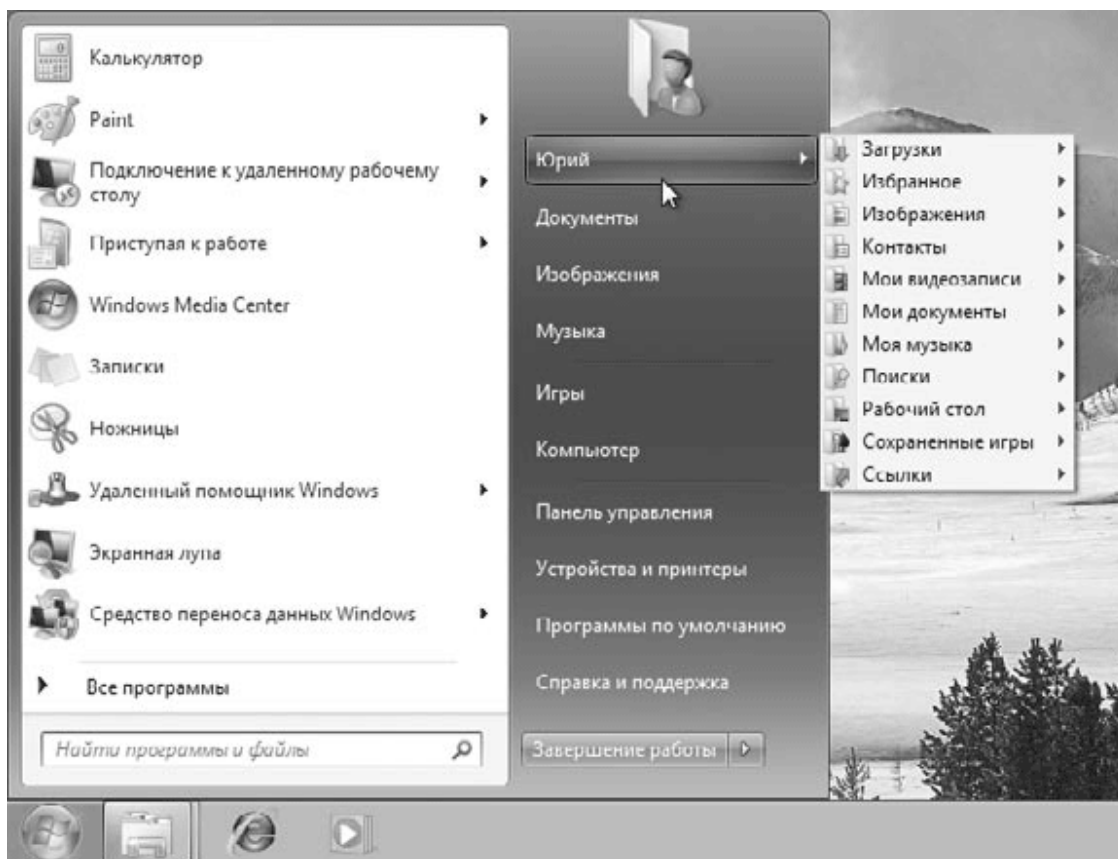 Калькулятор
Paint
Подключение к удаленному рабочему
столу
Приступая к работе
Windows Media Center
Записки
Ножницы
Удаленный помощник Windows
Экранная лупа
Средство переноса данных Windows
Все программы
Найти программы и файлы
Юрий
Документы
Изображения
Музыка
Игры
Компьютер
Панель управления
Устройства и принтеры
Программы по умолчанию
Справка и поддержка
Завершение работы
Загрузки
Избранное
Изображения
Контакты
Мои видеозаписи
Мои документы
Моя музыка
Поиски
Рабочий стол
Сохраненные игры
Ссылки